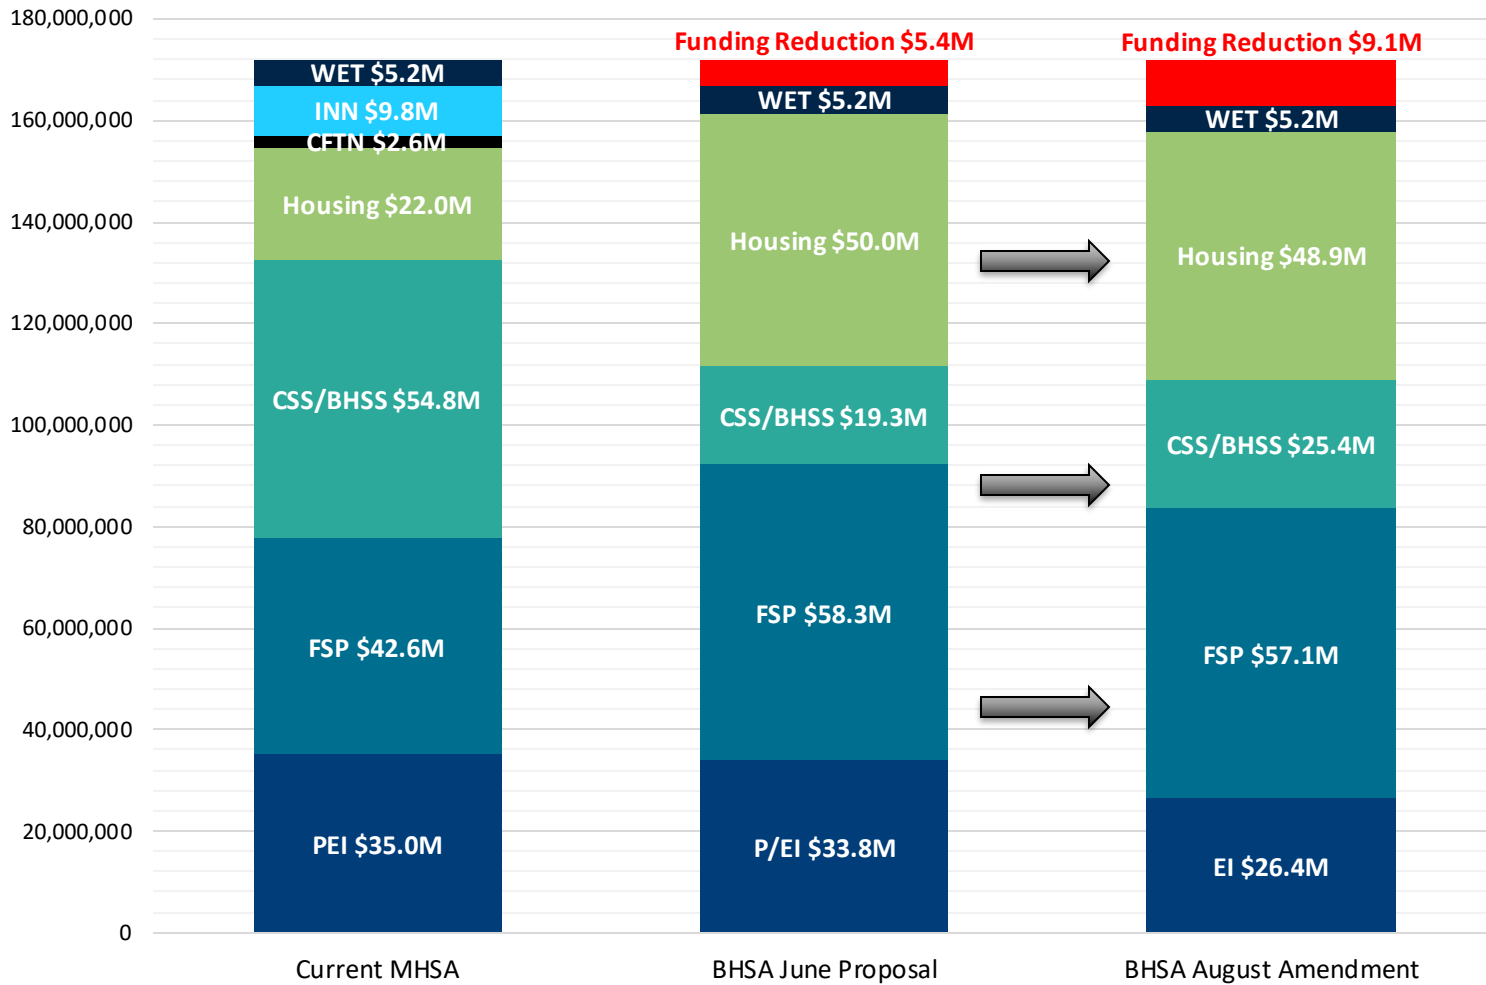 180,000,000
160,000,000
140,000,000
120,000,000
100,000,000
80,000,000
60,000,000
40,000,000
20,000,000
0
WET $5.2M
INN $9.8M
CFTN $2.6M
Housing $22.0M
CSS/BHSS $54.8M
FSP $42.6M
PEI $35.0M
Current MHSA
Funding Reduction $5.4M
WET $5.2M
Housing $50.0M
CSS/BHSS $19.3M
FSP $58.3M
P/EI $33.8M
BHSA June Proposal
Funding Reduction $9.1M
WET $5.2M
Housing $48.9M
CSS/BHSS $25.4M
FSP $57.1M
EI $26.4M
BHSA August Amendment